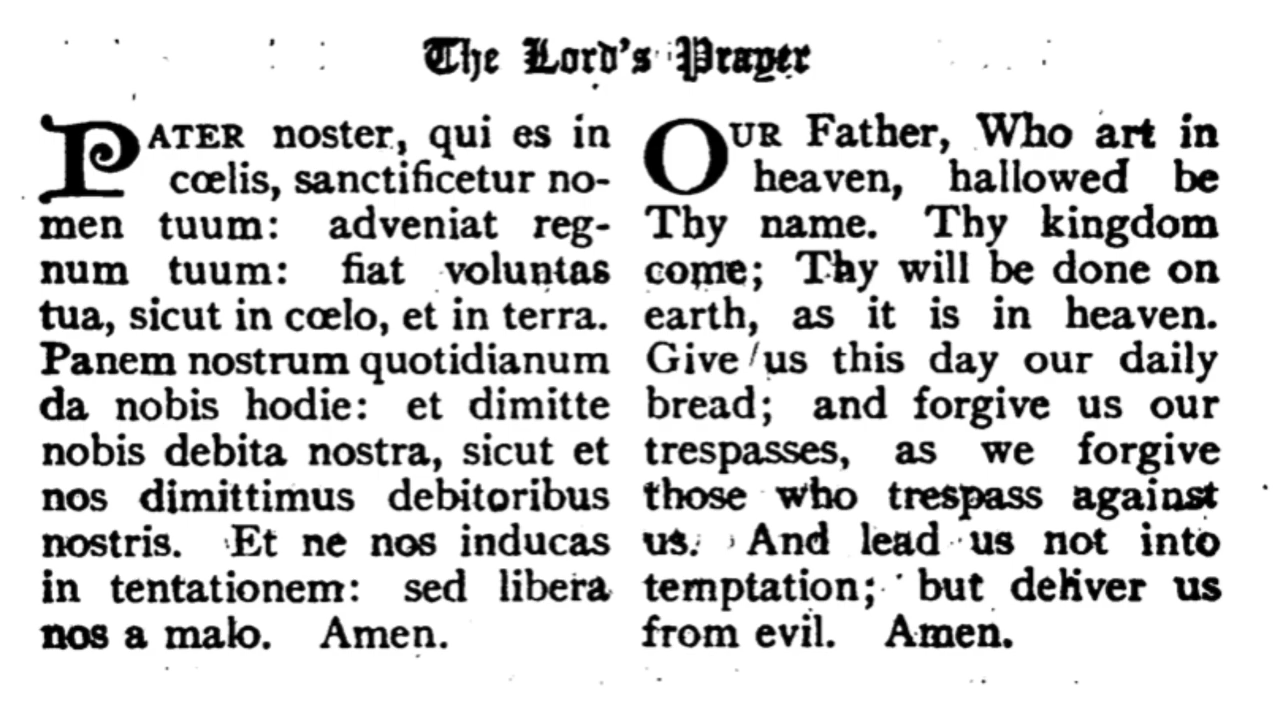 The Lord's Prayer
PATER noster, qui es in
cœlis, sanctificetur no-
men tuum: adveniat reg-
num tuum: fiat voluntas
tua, sicut in cœlo, et in terra.
Panem nostrum quotidianum
da nobis hodie: et dimitte
nobis debita nostra, sicut et
nos dimittimus debitoribus
nostris. Et ne nos inducas
in tentationem: sed libera
nos a malo. Amen.
OUR Father, Who art in
heaven, hallowed be
Thy name. Thy kingdom
come; Thy will be done on
earth, as it is in heaven.
Give us this day our daily
bread; and forgive us our
trespasses, as we forgive
those who trespass against
us. And lead us not into
temptation; but deliver us
from evil. Amen.